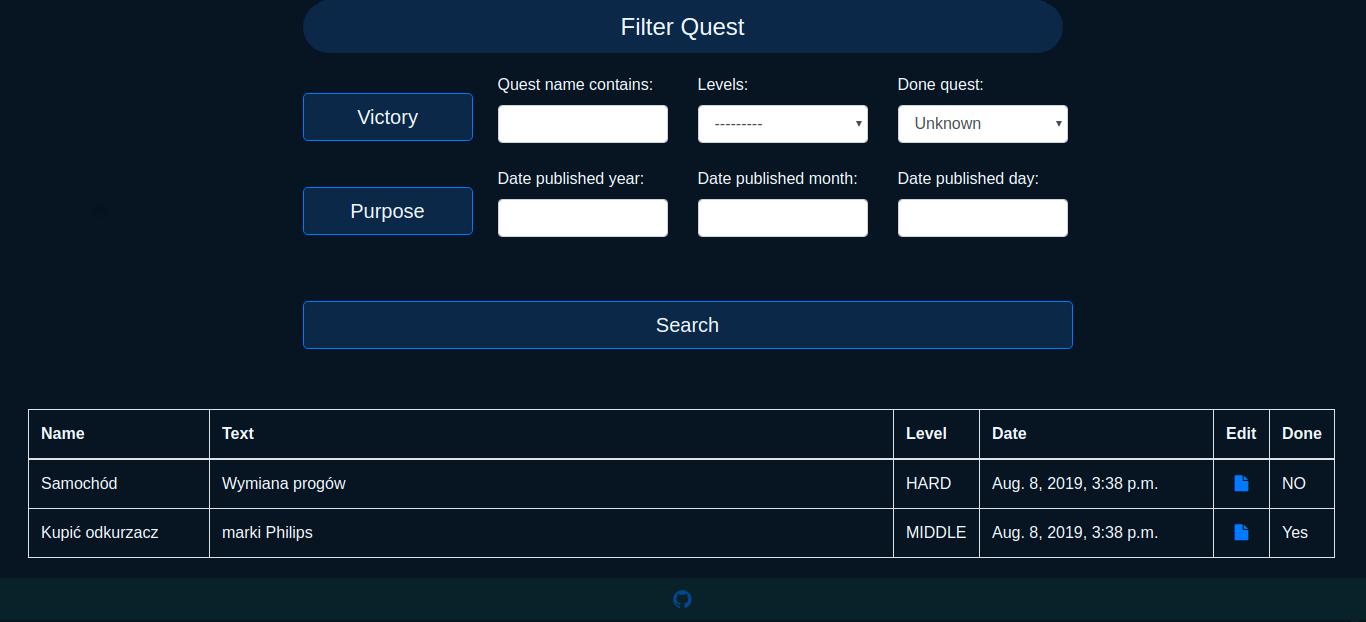 Filter Quest
Quest name contains: Levels: Done quest:
Victory --------- Unknown
Date published year: Date published month: Date published day:
Purpose
Search
Name Text Level Date Edit Done
Samochód Wymiana progów HARD Aug. 8, 2019, 3:38 p.m. NO
Kupić odkurzacz marki Philips MIDDLE Aug. 8, 2019, 3:38 p.m. Yes